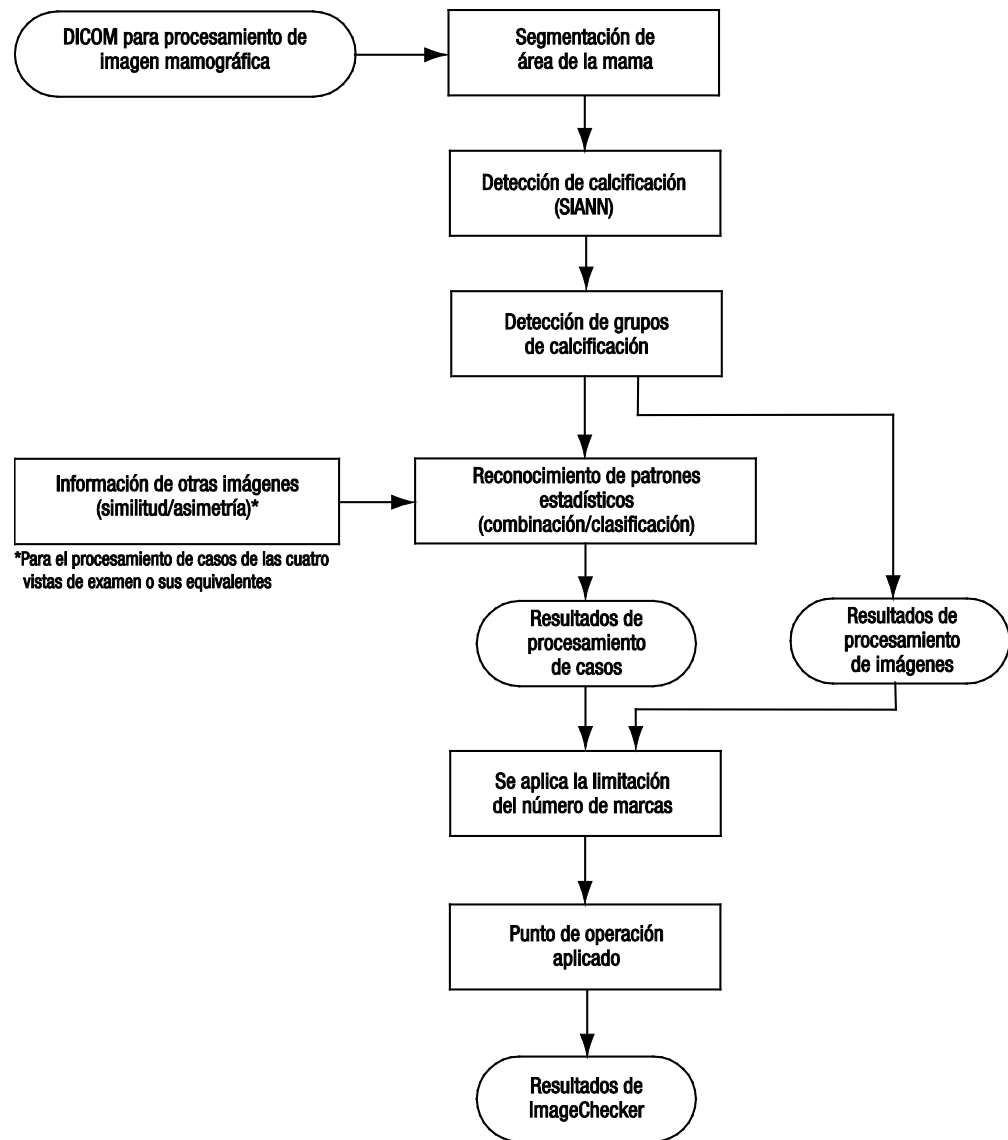 DICOM para procesamiento de
imagen mamográfica
Segmentación de
área de la mama
Detección de calcificación
(SIANN)
Detección de grupos
de calcificación
Información de otras imágenes
(similitud/asimetría)*
*Para el procesamiento de casos de las cuatro
vistas de examen o sus equivalentes
Reconocimiento de patrones
estadísticos
(combinación/clasificación)
Resultados de
procesamiento
de casos
Resultados de
procesamiento
de imágenes
Se aplica la limitación
del número de marcas
Punto de operación
aplicado
Resultados de
ImageChecker